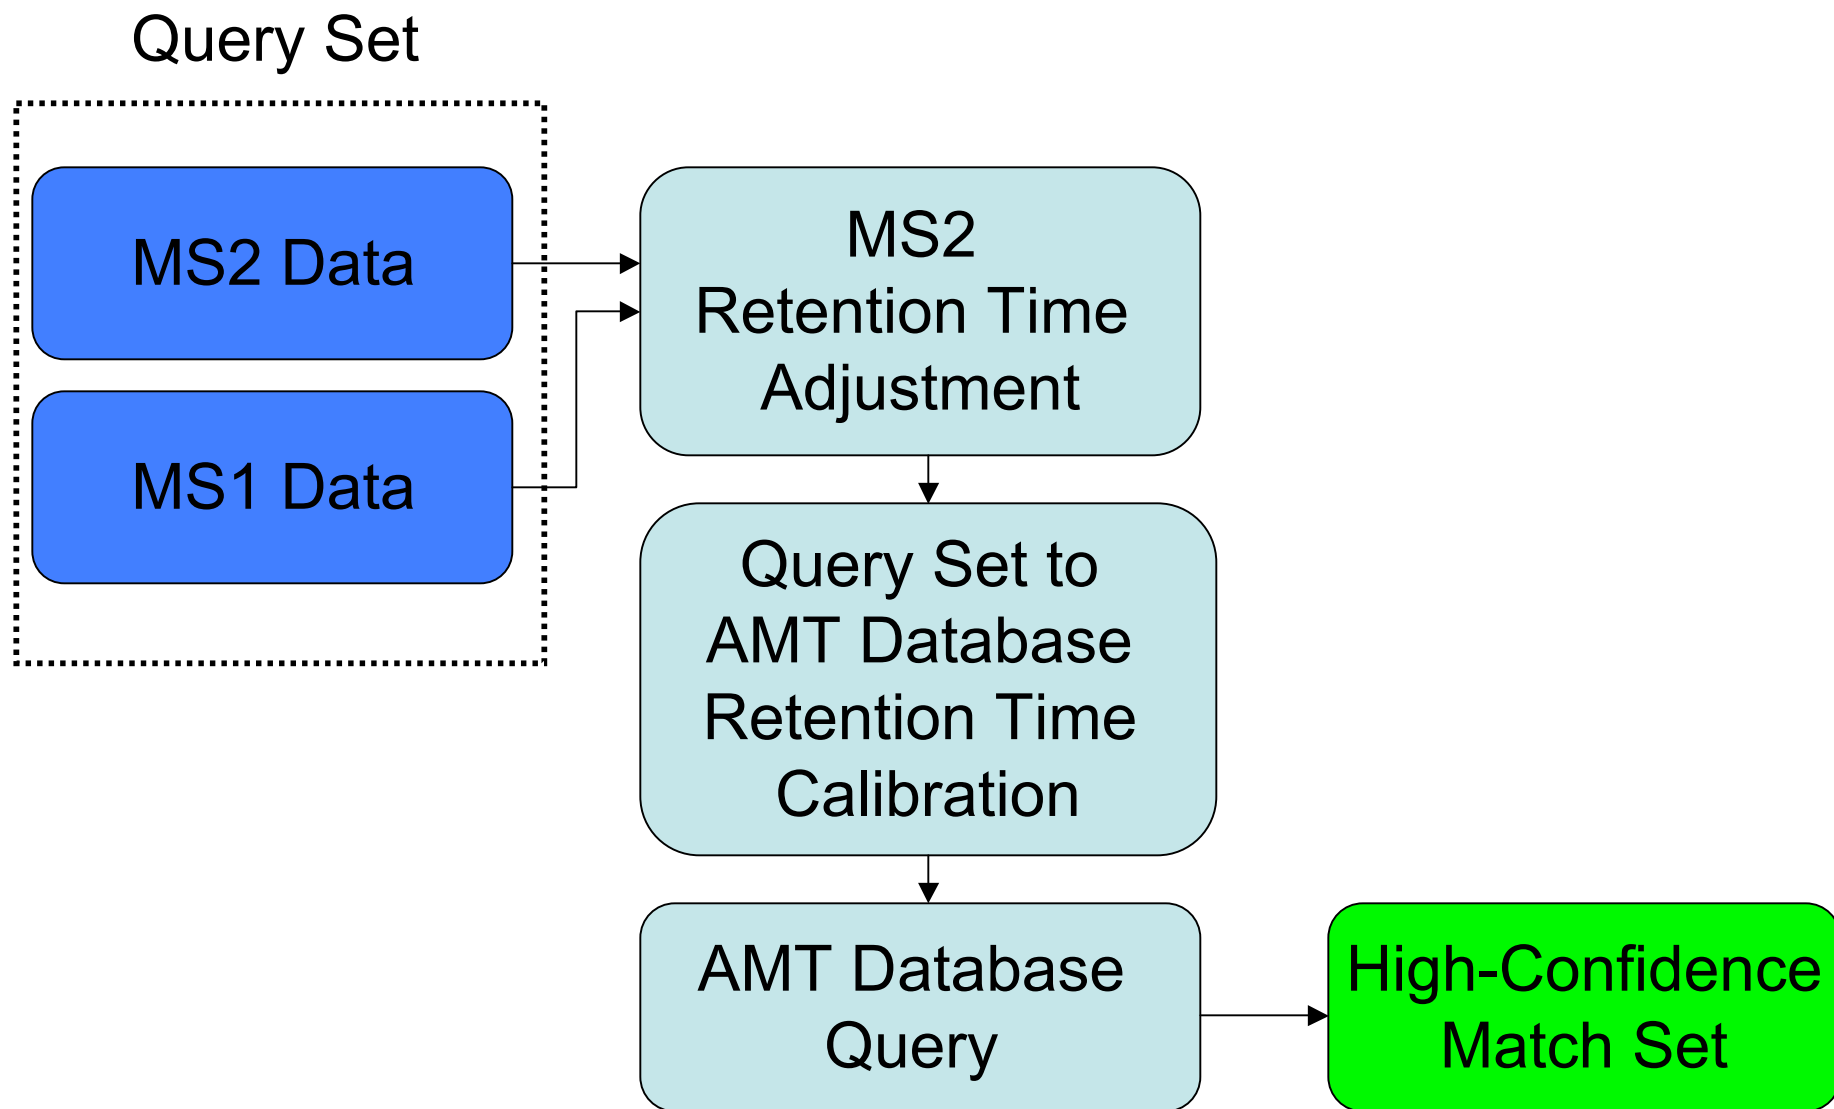 Query Set
MS2 Data
MS1 Data
MS2
Retention Time
Adjustment
Query Set to
AMT Database
Retention Time
Calibration
AMT Database
Query
High-Confidence
Match Set